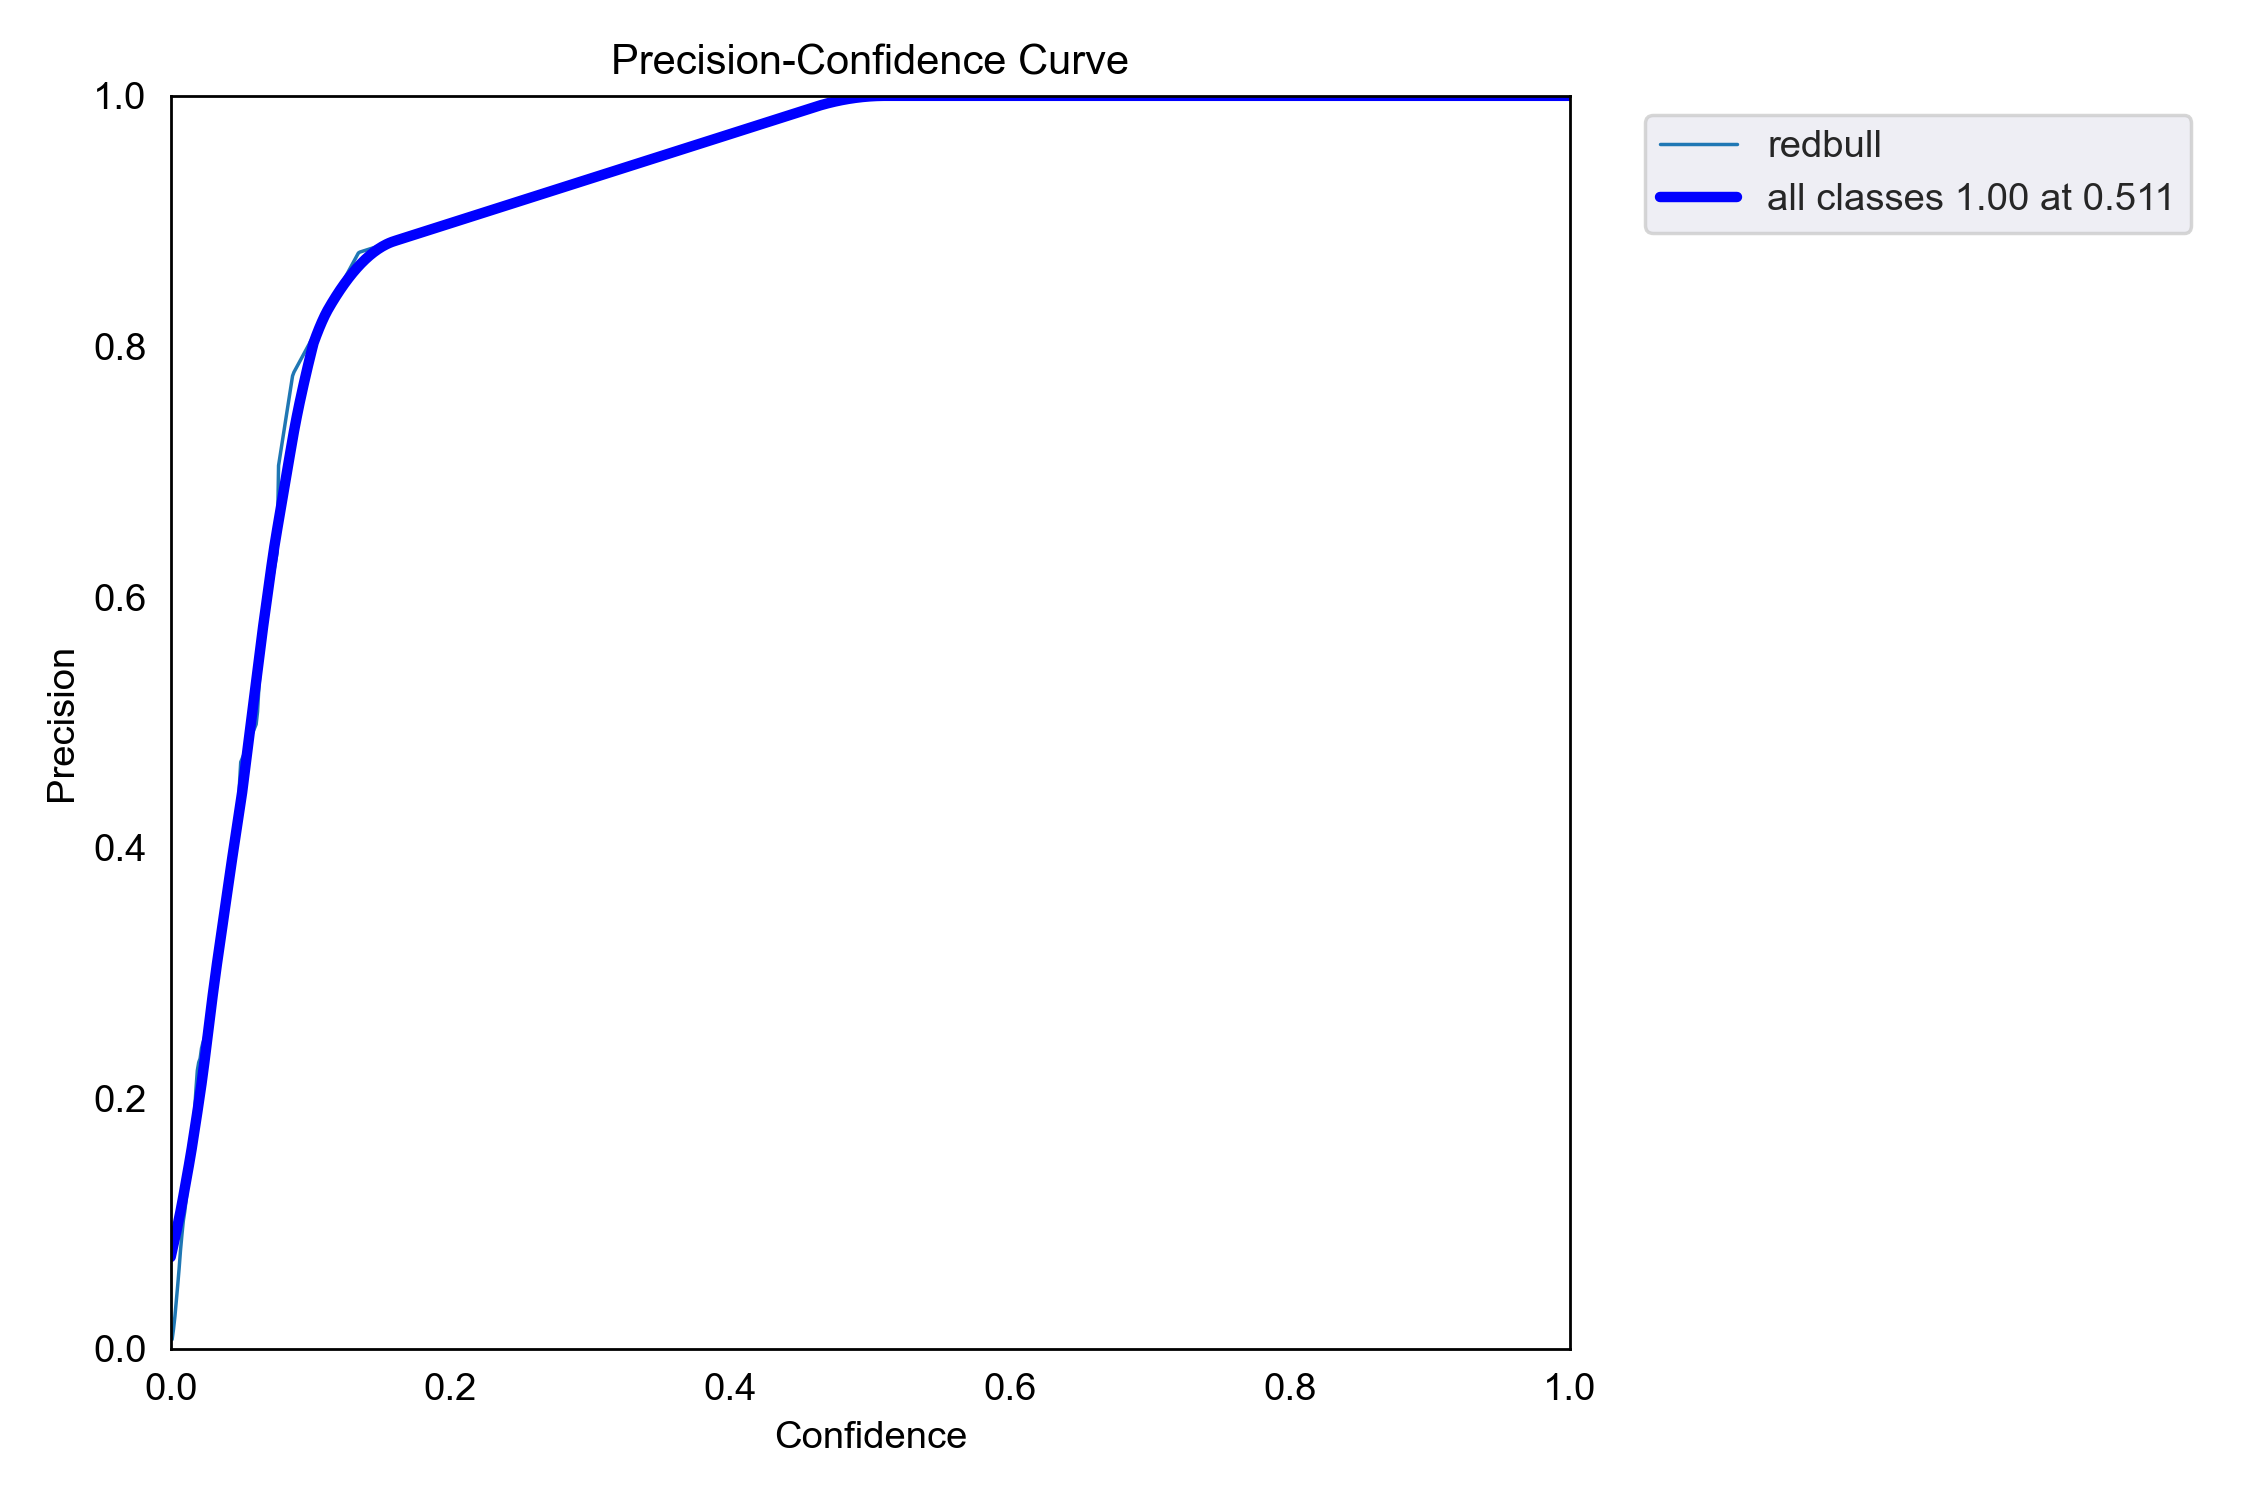 Precision-Confidence Curve
1.0
0.8
0.6
0.4
0.2
0.0
Precision
0.0 0.2 0.4 0.6 0.8 1.0
Confidence
redbull
all classes 1.00 at 0.511